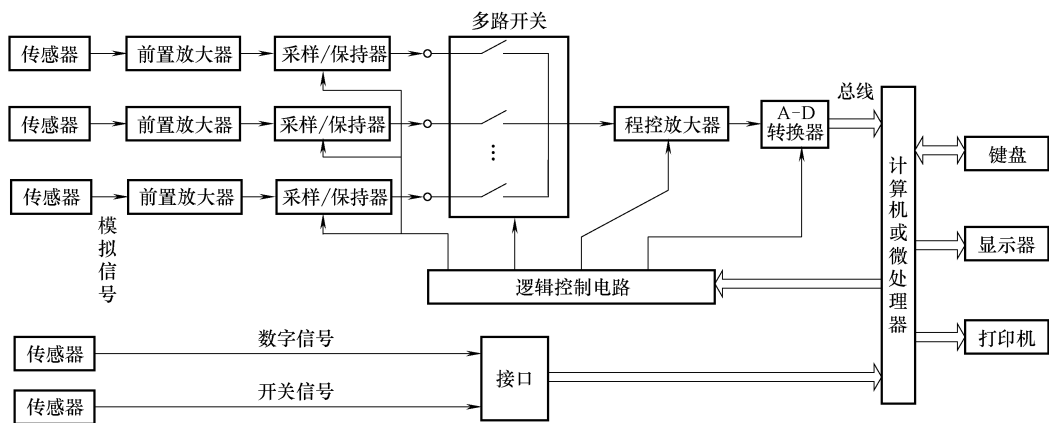 多路开关
传感器
前置放大器
采样/保持器
总线
传感器
前置放大器
采样/保持器
程控放大器
A-D
转换器
键盘
传感器
前置放大器
采样/保持器
模拟信号
计算机或微处理器
显示器
逻辑控制电路
打印机
传感器
数字信号
接口
传感器
开关信号